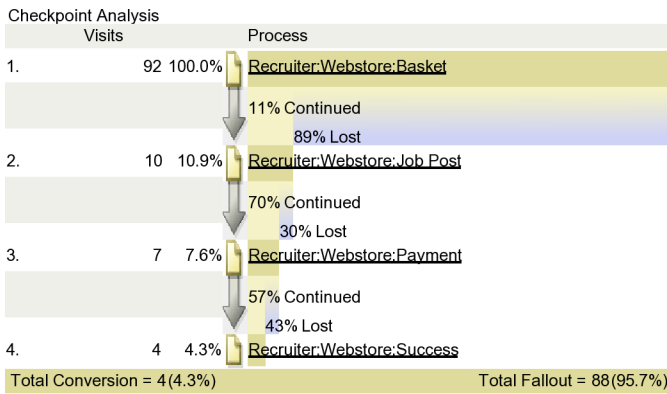 Checkpoint Analysis
Visits Process
1. 92 100.0% Recruiter:Webstore:Basket
11% Continued
89% Lost
2. 10 10.9% Recruiter:Webstore:Job Post
70% Continued
30% Lost
3. 7 7.6% Recruiter:Webstore:Payment
57% Continued
43% Lost
4. 4 4.3% Recruiter:Webstore:Success
Total Conversion = 4(4.3%) Total Fallout = 88(95.7%)